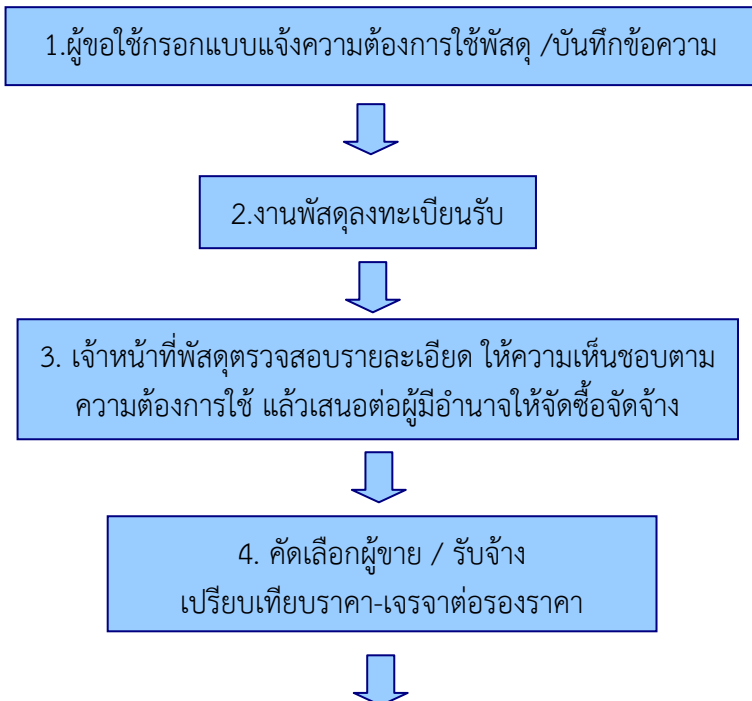 1.ผู้ขอใช้กรอกแบบแจ้งความต้องการใช้พัสดุ /บันทึกข้อความ
2.งานพัสดุลงทะเบียนรับ
3. เจ้าหน้าที่พัสดุตรวจสอบรายละเอียด ให้ความเห็นชอบตาม
ความต้องการใช้ แล้วเสนอต่อผู้มีอำนาจให้จัดซื้อจัดจ้าง
4. คัดเลือกผู้ขาย / รับจ้าง
เปรียบเทียบราคา-เจรจาต่อรองราคา